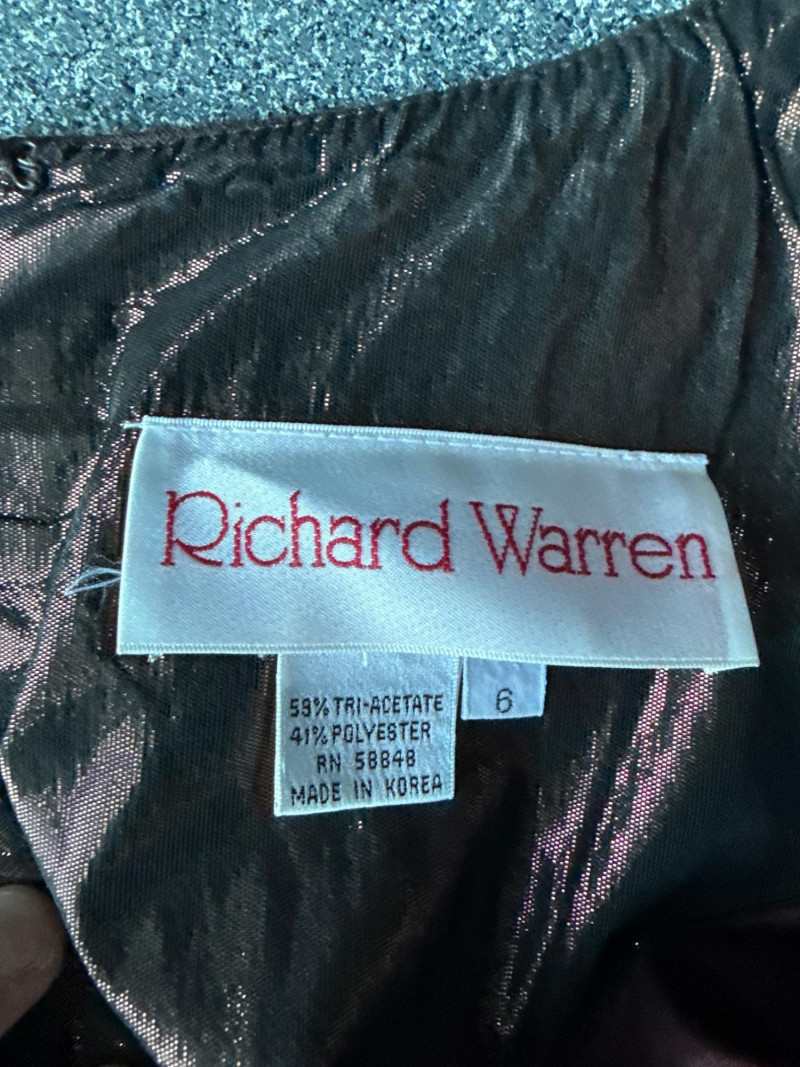 Richard Warren
6
59% TRI-ACETATE
41% POLYESTER
RN 58848
MADE IN KOREA